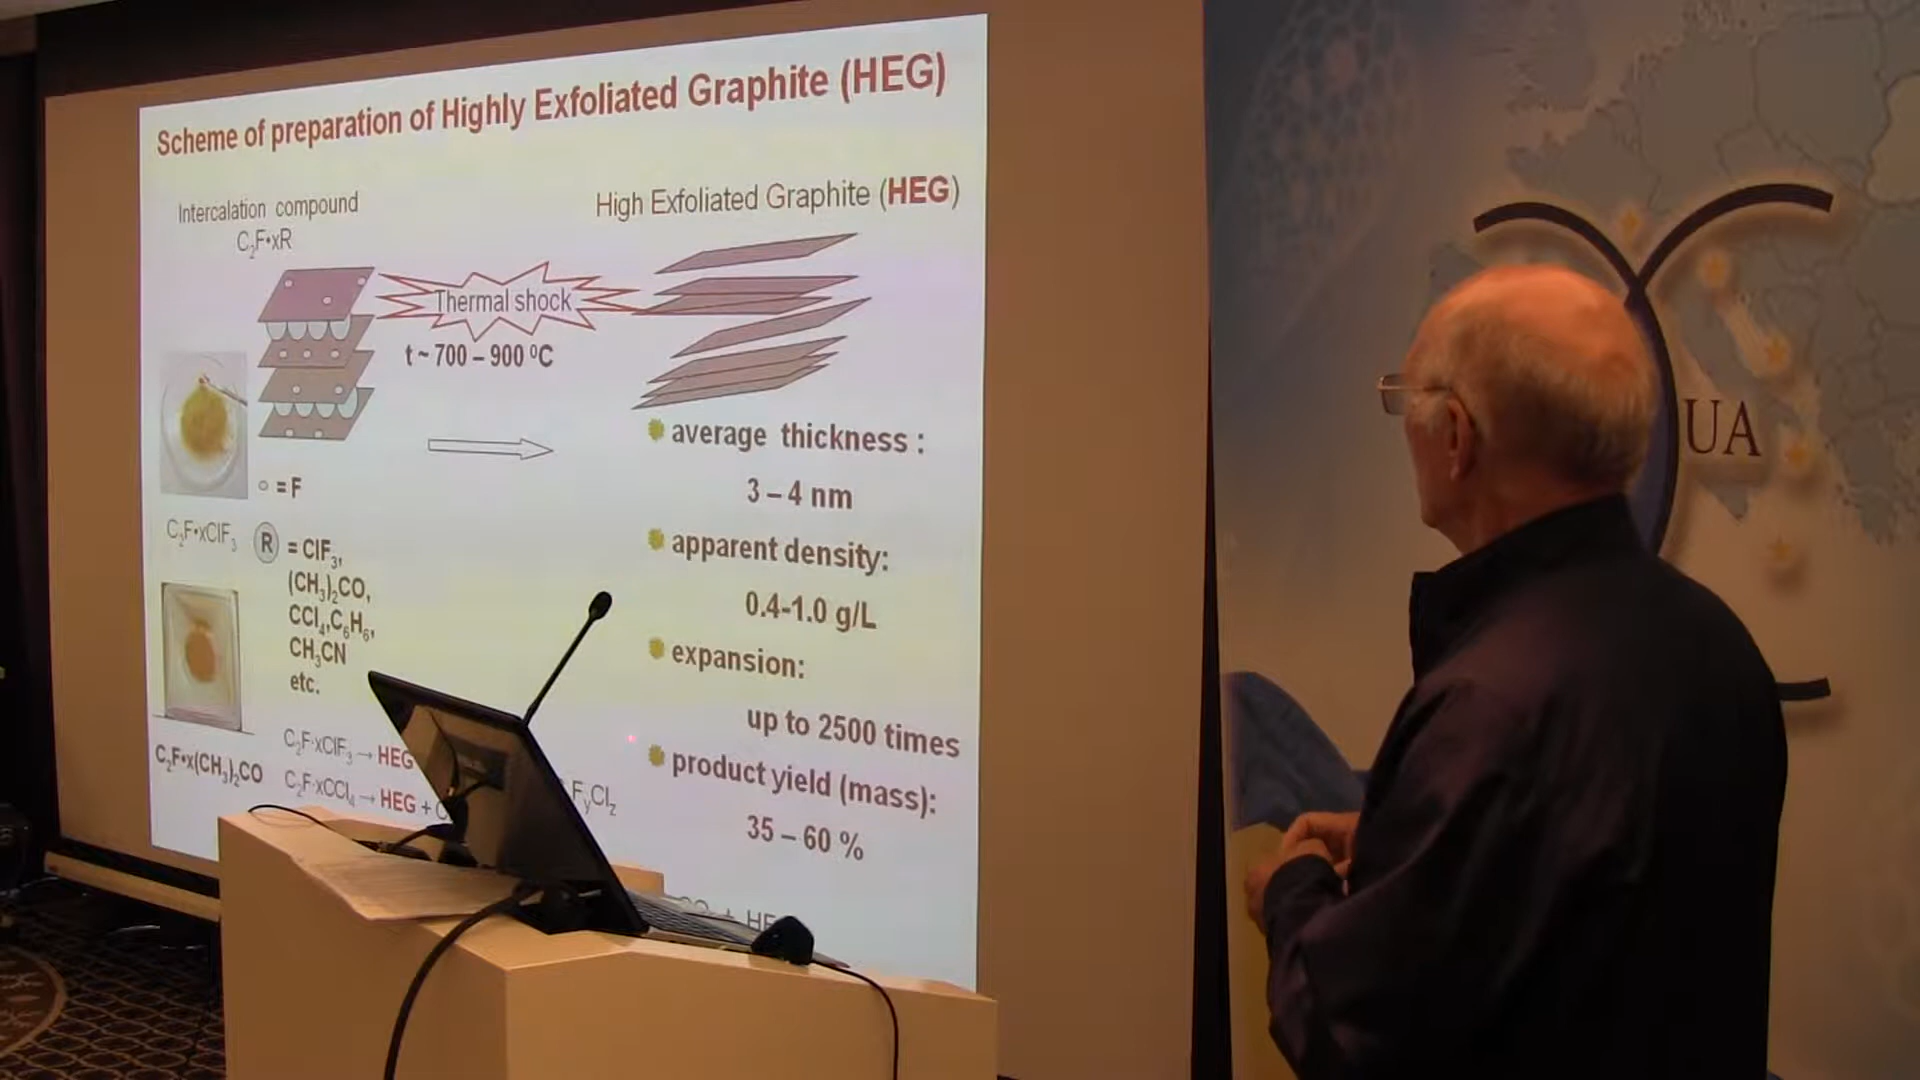 Scheme of preparation of Highly Exfoliated Graphite (HEG)
Intercalation compound
C₂F•xR
High Exfoliated Graphite (HEG)
Thermal shock
t ~ 700 – 900 ⁰C
= F
C₂F•xClF₃
R = ClF₃,
(CH₃)₂CO,
CCl₄,C₆H₆,
CH₃CN
etc.
C₂F•x(CH₃)₂CO
C₂F·xClF₃ → HEG
C₂F·xCCl₄ → HEG +
FyClz
average thickness :
3 – 4 nm
apparent density:
0.4-1.0 g/L
expansion:
up to 2500 times
product yield (mass):
35 – 60 %
UA